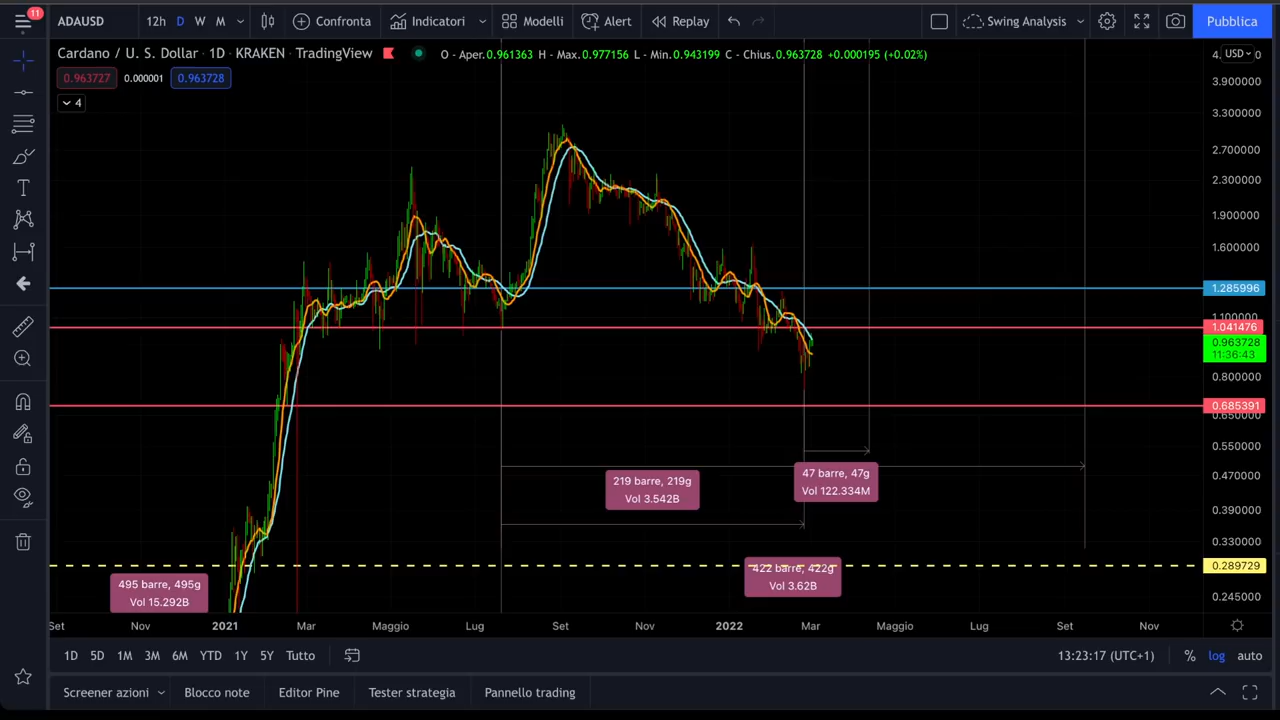 11
ADAUSD
12h D W M
Confronta
Indicatori
Modelli
Alert
Replay
Swing Analysis
Pubblica
Cardano / U. S. Dollar · 1D · KRAKEN · TradingView
O - Aper.0.961363 H - Max.0.977156 L - Min.0.943199 C - Chius.0.963728 +0.000195 (+0.02%)
0.963727 0.000001 0.963728
4
USD
3.900000
3.300000
2.700000
2.300000
1.900000
1.600000
1.285996
1.100000
1.041476
0.963728
11:36:43
0.800000
0.685391
0.650000
0.550000
0.470000
0.390000
0.330000
0.289729
0.245000
219 barre, 219g
Vol 3.542B
47 barre, 47g
Vol 122.334M
422 barre, 422g
Vol 3.62B
495 barre, 495g
Vol 15.292B
Set Nov 2021 Mar Maggio Lug Set Nov 2022 Mar Maggio Lug Set Nov
1D 5D 1M 3M 6M YTD 1Y 5Y Tutto
13:23:17 (UTC+1) % log auto
Screener azioni Blocco note Editor Pine Tester strategia Pannello trading